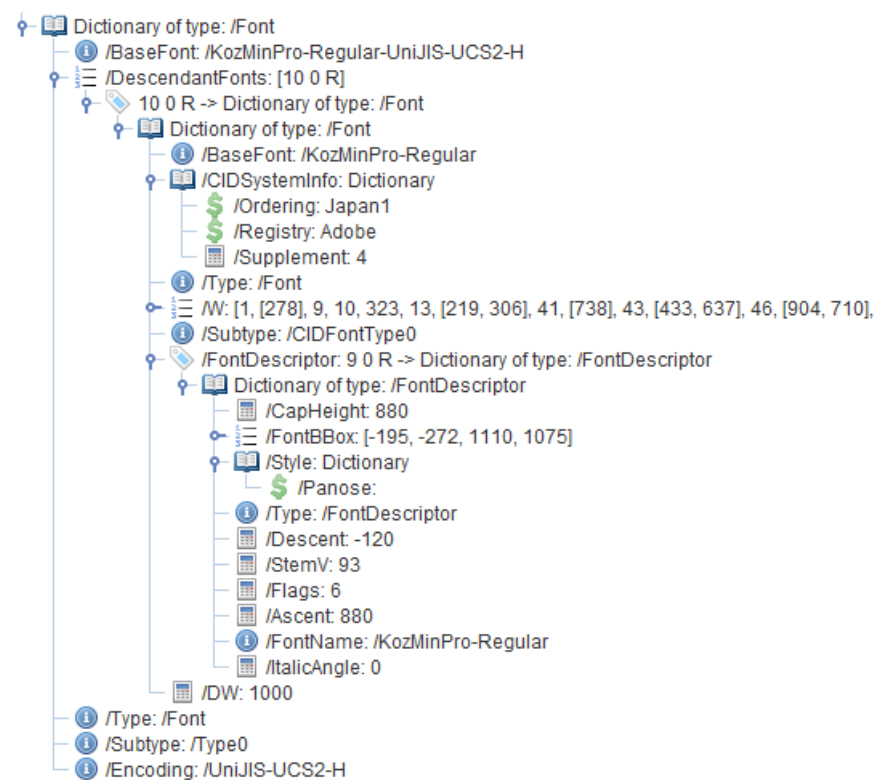 Dictionary of type: /Font
/BaseFont: /KozMinPro-Regular-UniJIS-UCS2-H
/DescendantFonts: [10 0 R]
10 0 R -> Dictionary of type: /Font
Dictionary of type: /Font
/BaseFont: /KozMinPro-Regular
/CIDSystemInfo: Dictionary
/Ordering: Japan1
/Registry: Adobe
/Supplement: 4
/Type: /Font
/W: [1, [278], 9, 10, 323, 13, [219, 306], 41, [738], 43, [433, 637], 46, [904, 710],
/Subtype: /CIDFontType0
/FontDescriptor: 9 0 R -> Dictionary of type: /FontDescriptor
Dictionary of type: /FontDescriptor
/CapHeight: 880
/FontBBox: [-195, -272, 1110, 1075]
/Style: Dictionary
/Panose:
/Type: /FontDescriptor
/Descent: -120
/StemV: 93
/Flags: 6
/Ascent: 880
/FontName: /KozMinPro-Regular
/ItalicAngle: 0
/DW: 1000
/Type: /Font
/Subtype: /Type0
/Encoding: /UniJIS-UCS2-H